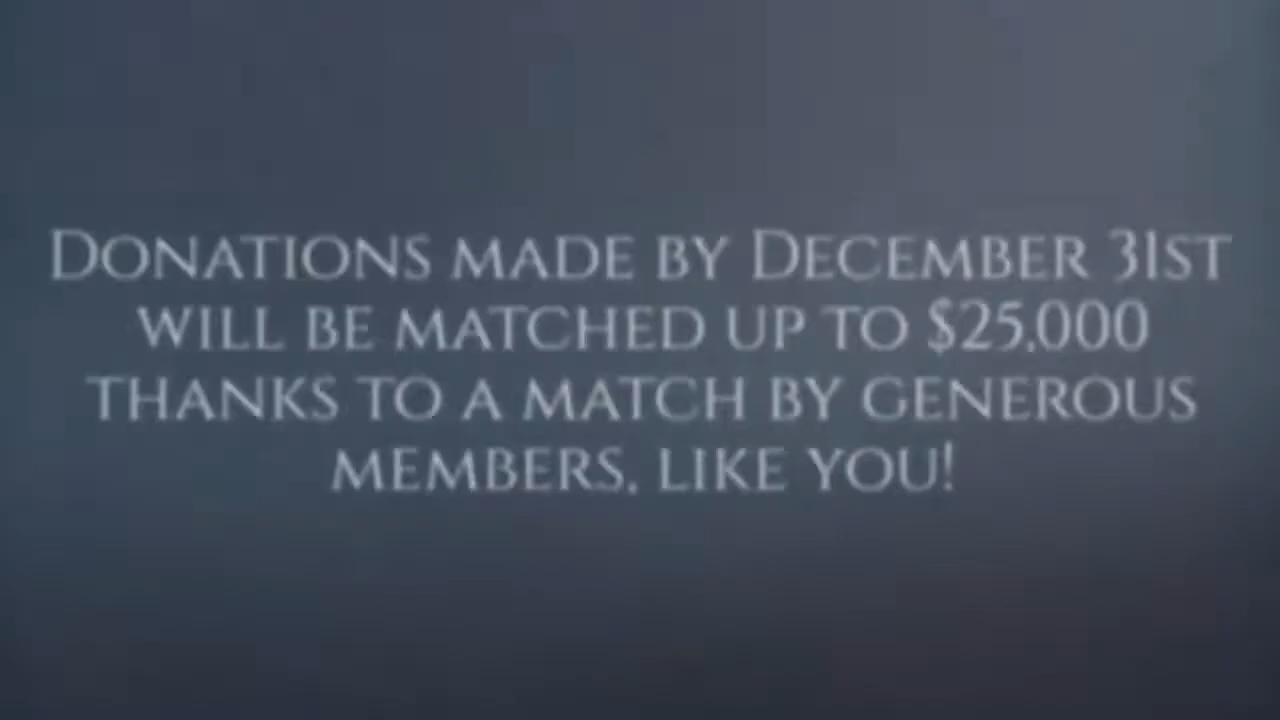 Donations made by December 31st
will be matched up to $25,000
thanks to a match by generous
members, like you!